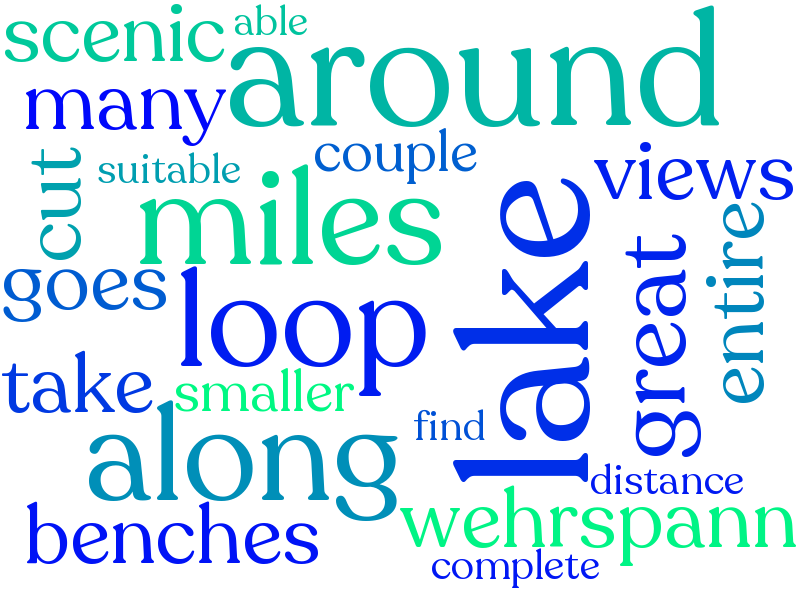 scenic
able
around
many
couple
cut
suitable
views
miles
lake
entire
great
goes
loop
take
smaller
along
find
distance
wehrspann
benches
complete